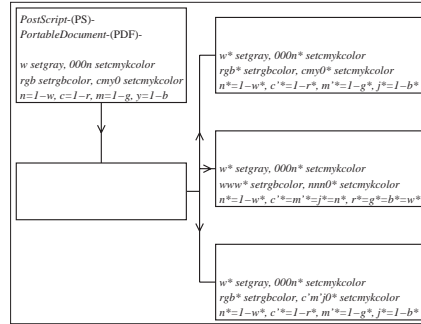 PostScript-(PS)-
PortableDocument-(PDF)-
w setgray, 000n setcmykcolor
rgb setrgbcolor, cmy0 setcmykcolor
n=1–w, c=1–r, m=1–g, y=1–b
w* setgray, 000n* setcmykcolor
rgb* setrgbcolor, cmy0* setcmykcolor
n*=1–w*, c'*=1–r*, m'*=1–g*, j*=1–b*
w* setgray, 000n* setcmykcolor
www* setrgbcolor, nnn0* setcmykcolor
n*=1–w*, c'*=m'*=j*=n*, r*=g*=b*=w*
w* setgray, 000n* setcmykcolor
rgb* setrgbcolor, c'm'j0* setcmykcolor
n*=1–w*, c'*=1–r*, m'*=1–g*, j*=1–b*